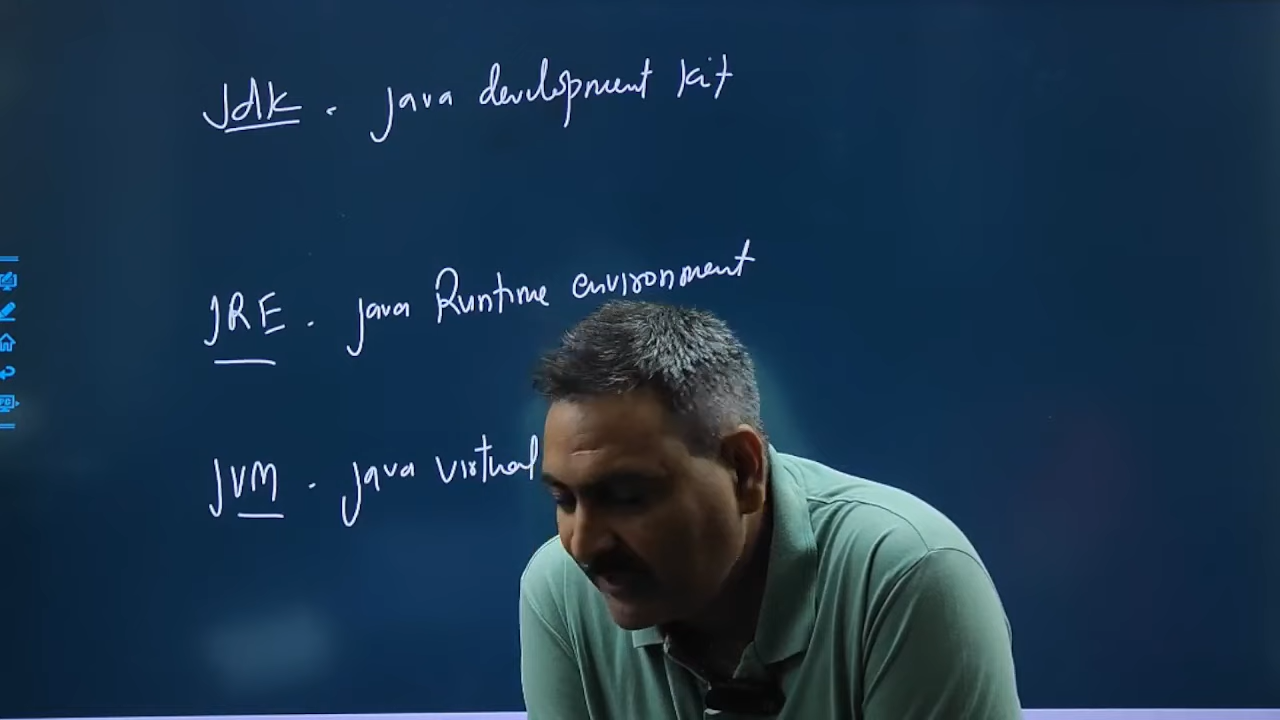 JdK. java development kit
JRE. java Runtime environment
JVM. java virtual